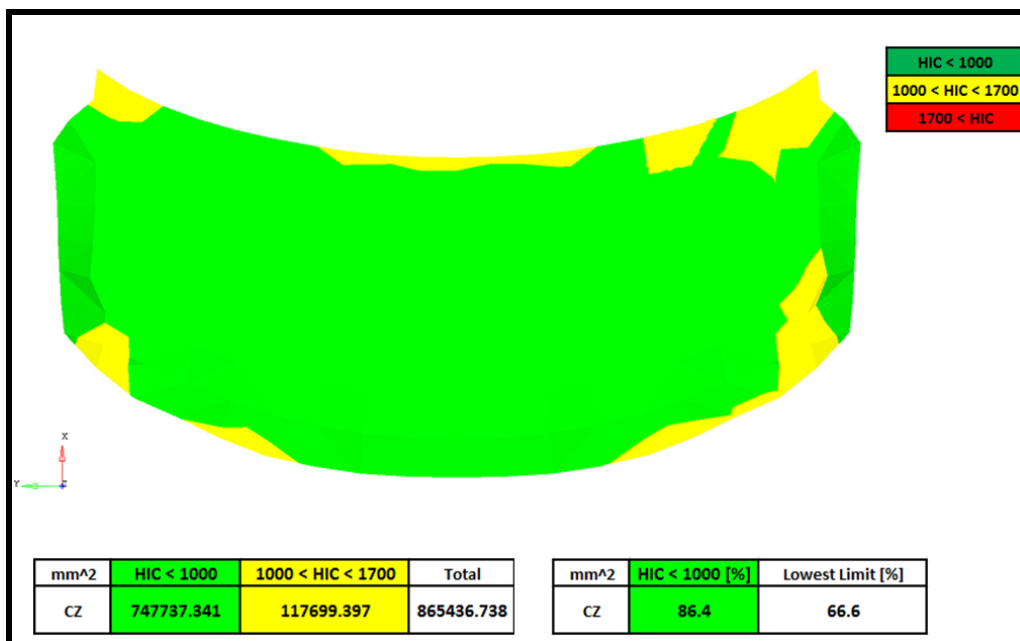 HIC < 1000
1000 < HIC < 1700
1700 < HIC
X
Y
Z
mm^2 HIC < 1000 1000 < HIC < 1700 Total
CZ 747737.341 117699.397 865436.738
mm^2 HIC < 1000 [%] Lowest Limit [%]
CZ 86.4 66.6